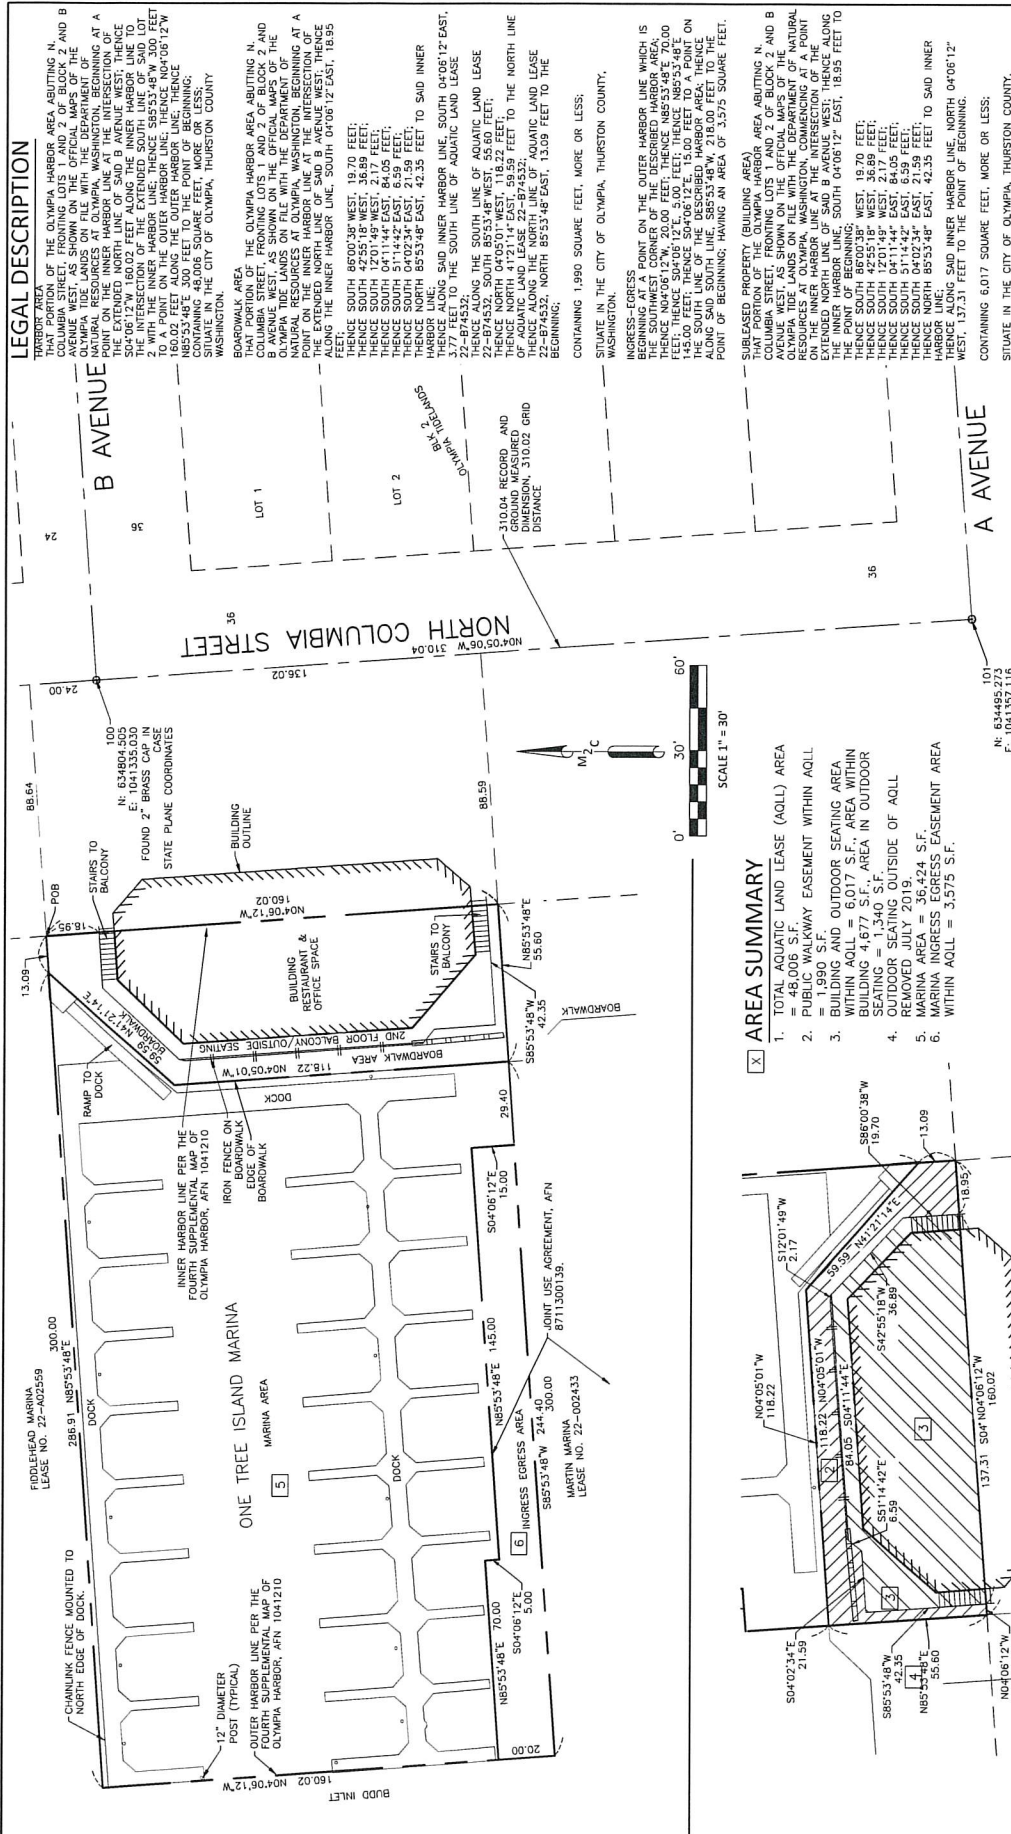 LEGAL DESCRIPTION
HARBOR AREA
THAT PORTION OF THE OLYMPIA HARBOR AREA ABUTTING N.
COLUMBIA STREET, FRONTING LOTS 1 AND 2 OF BLOCK 2 AND B
AVENUE WEST, AS SHOWN ON THE OFFICIAL MAPS OF THE
OLYMPIA TIDE LANDS ON FILE WITH THE DEPARTMENT OF
NATURAL RESOURCES AT OLYMPIA, WASHINGTON, BEGINNING AT A
POINT ON THE INNER HARBOR LINE AT THE INTERSECTION OF
THE EXTENDED NORTH LINE OF SAID B AVENUE WEST; THENCE
S04°06'12"W 160.02 FEET ALONG THE INNER HARBOR LINE TO
THE INTERSECTION OF THE EXTENDED SOUTH LINE OF SAID LOT
2 WITH THE INNER HARBOR LINE; THENCE S85°53'48"W 300 FEET
TO A POINT ON THE OUTER HARBOR LINE; THENCE N04°06'12"W
160.02 FEET ALONG THE OUTER HARBOR LINE; THENCE
N85°53'48"E 300 FEET TO THE POINT OF BEGINNING;
CONTAINING 48,006 SQUARE FEET, MORE OR LESS;
SITUATE IN THE CITY OF OLYMPIA, THURSTON COUNTY
WASHINGTON.
BOARDWALK AREA
THAT PORTION OF THE OLYMPIA HARBOR AREA ABUTTING N.
COLUMBIA STREET, FRONTING LOTS 1 AND 2 OF BLOCK 2 AND
B AVENUE WEST, AS SHOWN ON THE OFFICIAL MAPS OF THE
OLYMPIA TIDE LANDS ON FILE WITH THE DEPARTMENT OF
NATURAL RESOURCES AT OLYMPIA, WASHINGTON, BEGINNING AT A
POINT ON THE INNER HARBOR LINE AT THE INTERSECTION OF
THE EXTENDED NORTH LINE OF SAID B AVENUE WEST; THENCE
ALONG THE INNER HARBOR LINE, SOUTH 04°06'12" EAST, 18.95
FEET;
THENCE SOUTH 86°00'38" WEST, 19.70 FEET;
THENCE SOUTH 42°55'18" WEST, 36.89 FEET;
THENCE SOUTH 12°01'49" WEST, 2.17 FEET;
THENCE SOUTH 04°11'44" EAST, 84.05 FEET;
THENCE SOUTH 51°14'42" EAST, 6.59 FEET;
THENCE SOUTH 04°02'34" EAST, 21.59 FEET;
THENCE NORTH 85°53'48" EAST, 42.35 FEET TO SAID INNER
HARBOR LINE;
THENCE ALONG SAID INNER HARBOR LINE, SOUTH 04°06'12" EAST,
3.77 FEET TO THE SOUTH LINE OF AQUATIC LAND LEASE
22-B74532;
THENCE ALONG THE SOUTH LINE OF AQUATIC LAND LEASE
22-B74532, SOUTH 85°53'48" WEST, 55.60 FEET;
THENCE NORTH 04°05'01" WEST, 118.22 FEET;
THENCE NORTH 41°21'14" EAST, 59.59 FEET TO THE NORTH LINE
OF AQUATIC LAND LEASE 22-B74532;
THENCE ALONG THE NORTH LINE OF AQUATIC LAND LEASE
22-B74532, NORTH 85°53'48" EAST, 13.09 FEET TO THE
BEGINNING;
CONTAINING 1,990 SQUARE FEET, MORE OR LESS;
SITUATE IN THE CITY OF OLYMPIA, THURSTON COUNTY,
WASHINGTON.
INGRESS-EGRESS
BEGINNING AT A POINT ON THE OUTER HARBOR LINE WHICH IS
THE SOUTHWEST CORNER OF THE DESCRIBED HARBOR AREA;
THENCE N04°06'12"W, 20.00 FEET; THENCE N85°53'48"E 70.00
FEET; THENCE S04°06'12"E, 5.00 FEET; THENCE N85°53'48"E
145.00 FEET; THENCE S04°06'12"E 15.00 FEET TO A POINT ON
THE SOUTH LINE OF THE DESCRIBED HARBOR AREA; THENCE
ALONG SAID SOUTH LINE, S85°53'48"W, 218.00 FEET TO THE
POINT OF BEGINNING; HAVING AN AREA OF 3,575 SQUARE FEET.
SUBLEASED PROPERTY (BUILDING AREA)
THAT PORTION OF THE OLYMPIA HARBOR AREA ABUTTING N.
COLUMBIA STREET, FRONTING LOTS 1 AND 2 OF BLOCK 2 AND B
AVENUE WEST, AS SHOWN ON THE OFFICIAL MAPS OF THE
OLYMPIA TIDE LANDS ON FILE WITH THE DEPARTMENT OF NATURAL
RESOURCES AT OLYMPIA, WASHINGTON, COMMENCING AT A POINT
ON THE INNER HARBOR LINE AT THE INTERSECTION OF THE
EXTENDED NORTH LINE OF SAID B AVENUE WEST; THENCE ALONG
THE INNER HARBOR LINE, SOUTH 04°06'12" EAST, 18.95 FEET TO
THE POINT OF BEGINNING;
THENCE SOUTH 86°00'38" WEST, 19.70 FEET;
THENCE SOUTH 42°55'18" WEST, 36.89 FEET;
THENCE SOUTH 12°01'49" WEST, 2.17 FEET;
THENCE SOUTH 04°11'44" EAST, 84.05 FEET;
THENCE SOUTH 51°14'42" EAST, 6.59 FEET;
THENCE SOUTH 04°02'34" EAST, 21.59 FEET;
THENCE NORTH 85°53'48" EAST, 42.35 FEET TO SAID INNER
HARBOR LINE;
THENCE ALONG SAID INNER HARBOR LINE, NORTH 04°06'12"
WEST, 137.31 FEET TO THE POINT OF BEGINNING.
CONTAINING 6,017 SQUARE FEET, MORE OR LESS;
SITUATE IN THE CITY OF OLYMPIA, THURSTON COUNTY,
B AVENUE
24
36
LOT 1
LOT 2
BLK 2
OLYMPIA TIDELANDS
36
36
310.04 RECORD AND
GROUND MEASURED
DIMENSION, 310.02 GRID
DISTANCE
A AVENUE
NORTH COLUMBIA STREET
N04°05'06"W 310.04
136.02
24.00
88.64
88.59
100
N: 634804.505
E: 1041335.030
FOUND 2" BRASS CAP IN
CASE
STATE PLANE COORDINATES
101
N: 634495.273
E: 1041357.116
M2C
0'
30'
60'
SCALE 1" = 30'
POB
STAIRS TO
BALCONY
BUILDING
OUTLINE
18.95
N04°06'12"W
160.02
BUILDING
RESTAURANT &
OFFICE SPACE
STAIRS TO
BALCONY
N85°53'48"E
55.60
S85°53'48"W
42.35
BOARDWALK
13.09
59.59 N41°21'14"E
BOARDWALK
2ND FLOOR BALCONY/OUTSIDE SEATING
BOARDWALK AREA
118.22 N04°05'01"W
RAMP TO
DOCK
DOCK
INNER HARBOR LINE PER THE
FOURTH SUPPLEMENTAL MAP OF
OLYMPIA HARBOR, AFN 1041210
IRON FENCE ON
BOARDWALK
EDGE OF
BOARDWALK
29.40
S04°06'12"E
15.00
FIDDLEHEAD MARINA
LEASE NO. 22-A02559
300.00
286.91 N85°53'48"E
DOCK
ONE TREE ISLAND MARINA
MARINA AREA
5
DOCK
CHAINLINK FENCE MOUNTED TO
NORTH EDGE OF DOCK.
12" DIAMETER
POST (TYPICAL)
OUTER HARBOR LINE PER THE
FOURTH SUPPLEMENTAL MAP OF
OLYMPIA HARBOR, AFN 1041210
160.02 N04°06'12"W
BUDD INLET
20.00
N85°53'48"E 70.00
S04°06'12"E
5.00
N85°53'48"E 145.00
6 INGRESS EGRESS AREA
S85°53'48"W 244.40
300.00
JOINT USE AGREEMENT, AFN
8711300139.
MARTIN MARINA
LEASE NO. 22-002433
X AREA SUMMARY
1. TOTAL AQUATIC LAND LEASE (AQLL) AREA
= 48,006 S.F.
2. PUBLIC WALKWAY EASEMENT WITHIN AQLL
= 1,990 S.F.
3. BUILDING AND OUTDOOR SEATING AREA
WITHIN AQLL = 6,017 S.F., AREA WITHIN
BUILDING 4,677 S.F., AREA IN OUTDOOR
SEATING = 1,340 S.F.
4. OUTDOOR SEATING OUTSIDE OF AQLL
REMOVED JULY 2019.
5. MARINA AREA = 36,424 S.F.
6. MARINA INGRESS EGRESS EASEMENT AREA
WITHIN AQLL = 3,575 S.F.
S86°00'38"W
19.70
13.09
18.95
S12°01'49"W
2.17
59.59 N41°21'14"E
S42°55'18"W
36.89
N04°05'01"W
118.22
118.22 N04°05'01"W
2
84.05 S04°11'44"E
S51°14'42"E
6.59
3
3
S04°02'34"E
21.59
S85°53'48"W
42.35
4
N85°53'48"E
55.60
137.31 S04°N04°06'12"W
160.02
N04°06'12"W